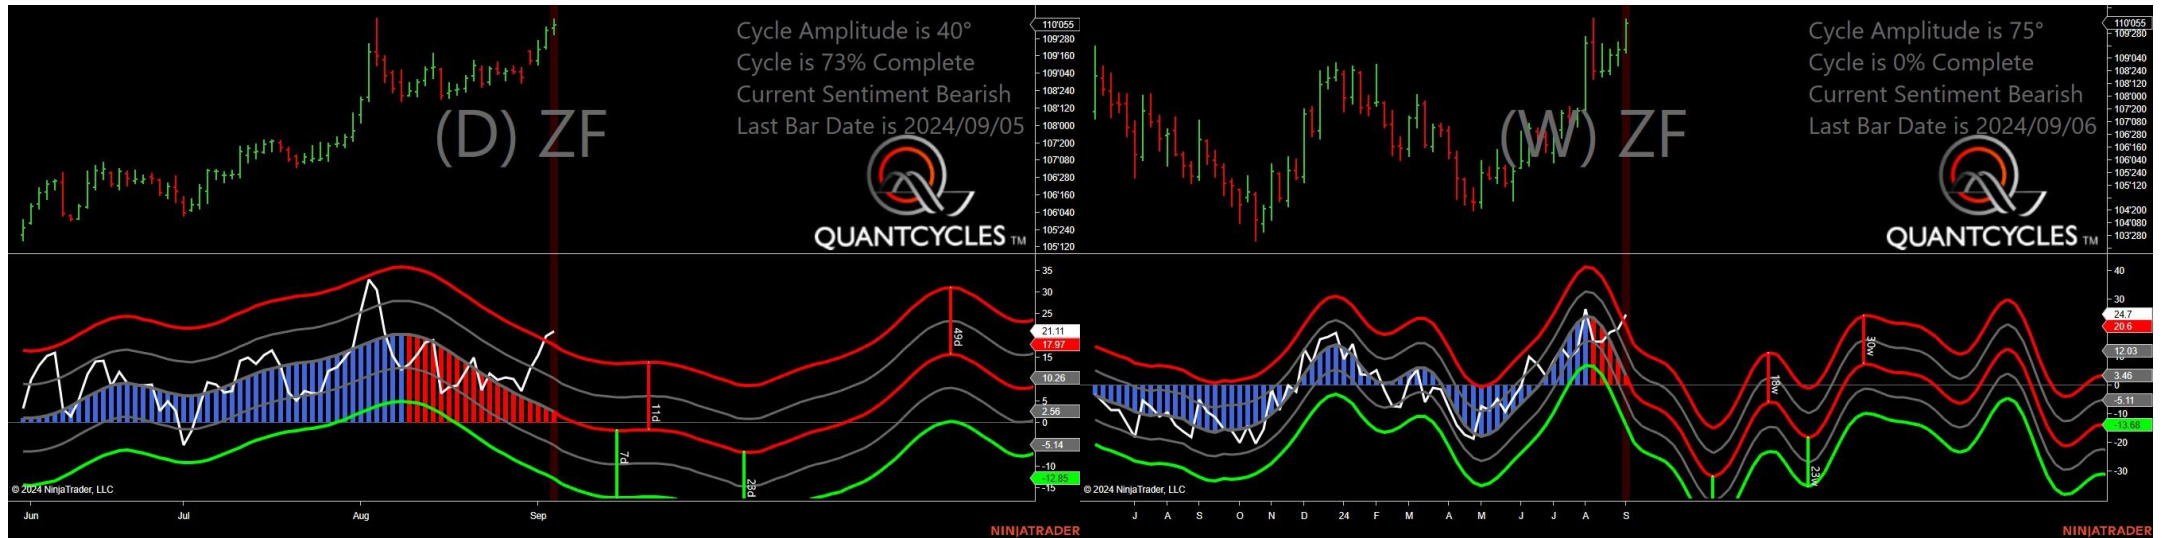 Cycle Amplitude is 40°
Cycle is 73% Complete
Current Sentiment Bearish
Last Bar Date is 2024/09/05
(D) ZF
QUANTCYCLES TM
110'055
109'280
109'160
109'040
108'240
108'120
108'000
107'200
107'080
106'280
106'160
106'040
105'240
105'120
35
30
25
21.11
17.97
15
10.26
5
2.56
0
-5.14
-10
-12.85
-15
11d
7d
23d
49d
© 2024 NinjaTrader, LLC
Jun Jul Aug Sep
NINJATRADER
Cycle Amplitude is 75°
Cycle is 0% Complete
Current Sentiment Bearish
Last Bar Date is 2024/09/06
(W) ZF
QUANTCYCLES TM
110'055
109'280
109'040
108'240
108'120
108'000
107'200
107'080
106'280
106'160
106'040
105'240
105'120
104'200
104'080
103'280
40
30
24.7
20.6
12.03
3.46
0
-5.11
-10
-13.68
-20
-30
18w
23w
30w
© 2024 NinjaTrader, LLC
J A S O N D 24 F M A M J J A S
NINJATRADER